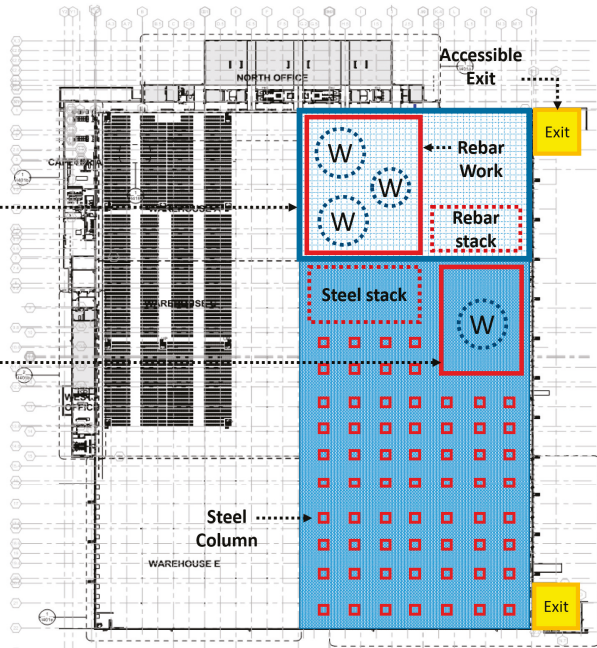 Accessible
Exit
NORTH OFFICE
Exit
W
W
W
Rebar
Work
Rebar
stack
Steel stack
W
WEST
OFFICE
Steel
Column
WAREHOUSE E
Exit